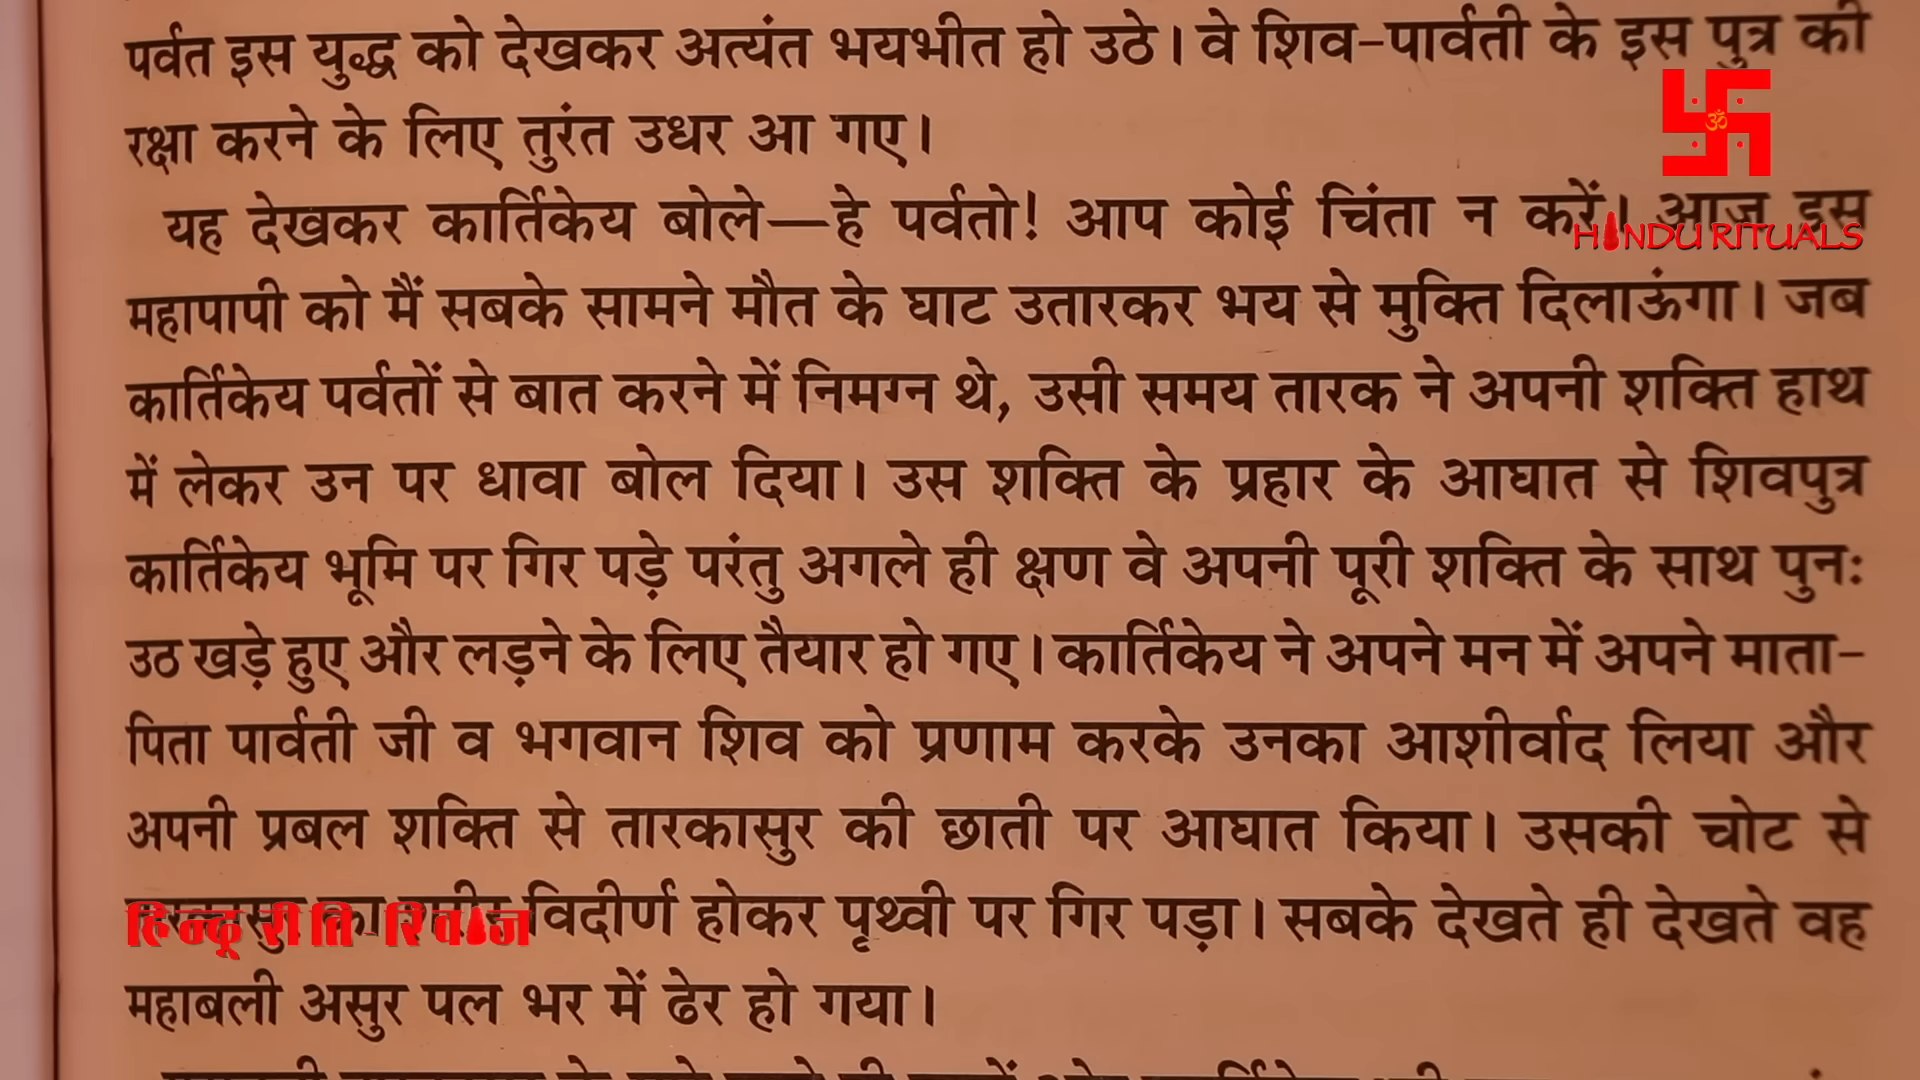 पर्वत इस युद्ध को देखकर अत्यंत भयभीत हो उठे। वे शिव-पार्वती के इस पुत्र की
रक्षा करने के लिए तुरंत उधर आ गए।
यह देखकर कार्तिकेय बोले—हे पर्वतो! आप कोई चिंता न करें। आज इस
HINDU RITUALS
महापापी को मैं सबके सामने मौत के घाट उतारकर भय से मुक्ति दिलाऊंगा। जब
कार्तिकेय पर्वतों से बात करने में निमग्न थे, उसी समय तारक ने अपनी शक्ति हाथ
में लेकर उन पर धावा बोल दिया। उस शक्ति के प्रहार के आघात से शिवपुत्र
कार्तिकेय भूमि पर गिर पड़े परंतु अगले ही क्षण वे अपनी पूरी शक्ति के साथ पुनः
उठ खड़े हुए और लड़ने के लिए तैयार हो गए। कार्तिकेय ने अपने मन में अपने माता-
पिता पार्वती जी व भगवान शिव को प्रणाम करके उनका आशीर्वाद लिया और
अपनी प्रबल शक्ति से तारकासुर की छाती पर आघात किया। उसकी चोट से
विदीर्ण होकर पृथ्वी पर गिर पड़ा। सबके देखते ही देखते वह
हिन्दू रीति-रिवाज
महाबली असुर पल भर में ढेर हो गया।